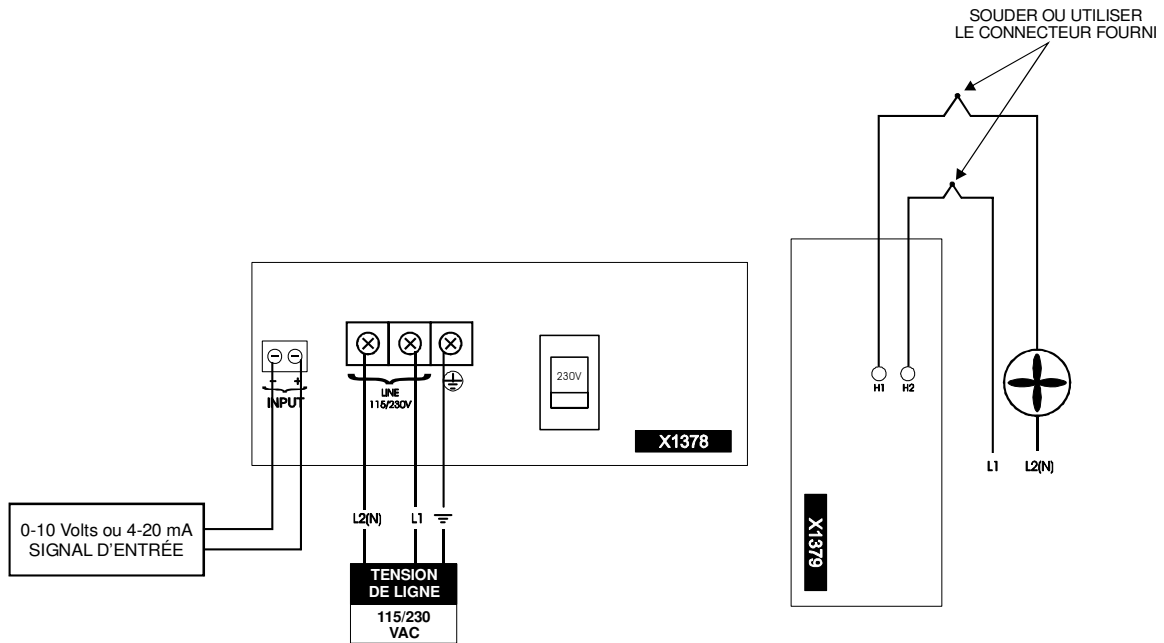 SOUDER OU UTILISER
LE CONNECTEUR FOURNI
230V
- +
INPUT
LINE
115/230V
X1378
H1 H2
L1 L2(N)
X1379
L2(N) L1
0-10 Volts ou 4-20 mA
SIGNAL D'ENTRÉE
TENSION
DE LIGNE
115/230
VAC